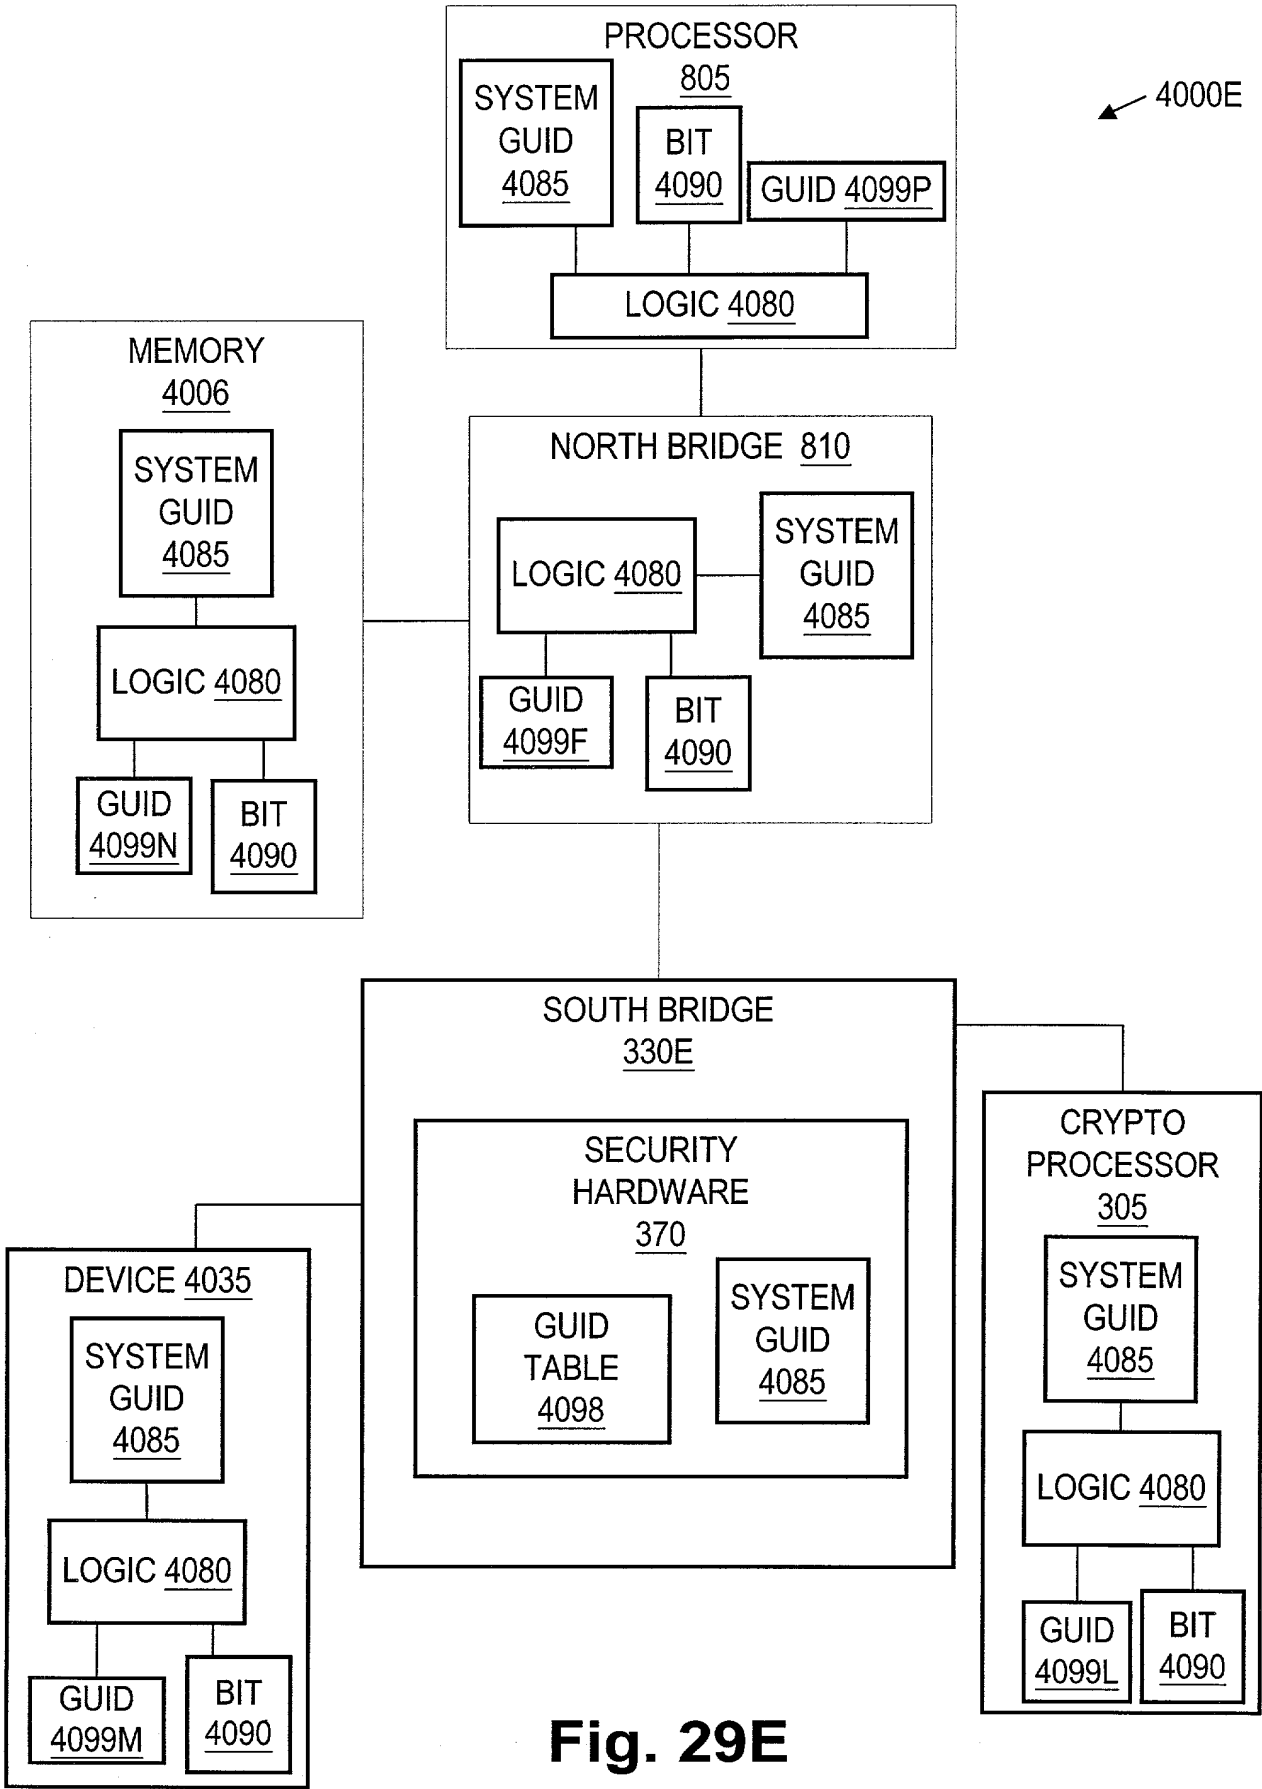 PROCESSOR
805
4000E
SYSTEM
GUID
4085
BIT
4090
GUID 4099P
LOGIC 4080
MEMORY
4006
SYSTEM
GUID
4085
LOGIC 4080
GUID
4099N
BIT
4090
NORTH BRIDGE 810
LOGIC 4080
SYSTEM
GUID
4085
GUID
4099F
BIT
4090
SOUTH BRIDGE
330E
SECURITY
HARDWARE
370
GUID
TABLE
4098
SYSTEM
GUID
4085
CRYPTO
PROCESSOR
305
SYSTEM
GUID
4085
LOGIC 4080
GUID
4099L
BIT
4090
DEVICE 4035
SYSTEM
GUID
4085
LOGIC 4080
GUID
4099M
BIT
4090
Fig. 29E